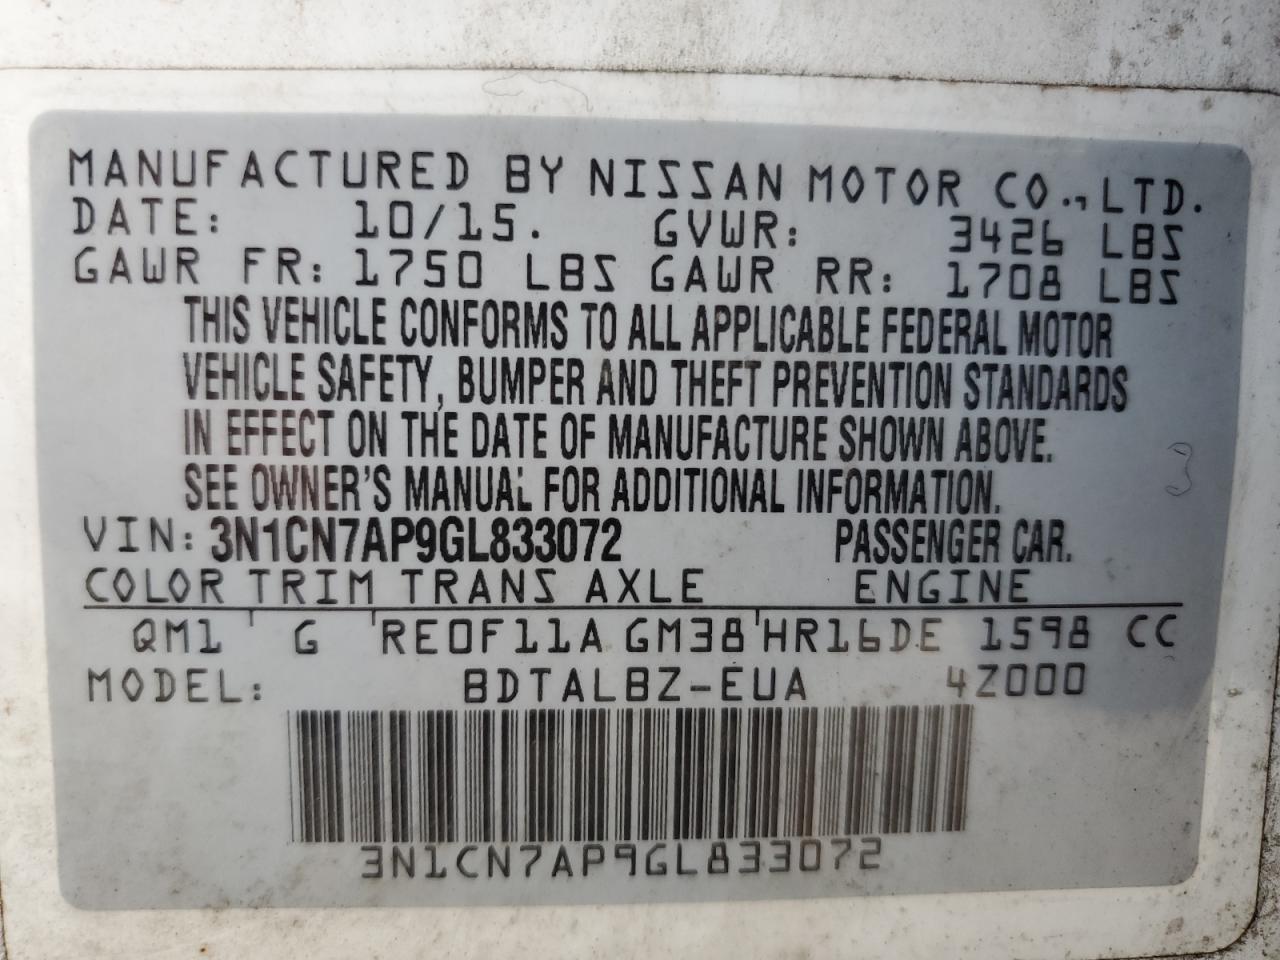 MANUFACTURED BY NISSAN MOTOR CO., LTD.
DATE: 10/15. GVWR: 3426 LBS
GAWR FR: 1750 LBS GAWR RR: 1708 LBS
THIS VEHICLE CONFORMS TO ALL APPLICABLE FEDERAL MOTOR
VEHICLE SAFETY, BUMPER AND THEFT PREVENTION STANDARDS
IN EFFECT ON THE DATE OF MANUFACTURE SHOWN ABOVE.
SEE OWNER'S MANUAL FOR ADDITIONAL INFORMATION.
VIN: 3N1CN7AP9GL833072 PASSENGER CAR.
COLOR TRIM TRANS AXLE ENGINE
QM1 G RE0F11A GM38 HR16DE 1598 CC
MODEL: BDTALBZ-EUA 4Z000
3N1CN7AP9GL833072